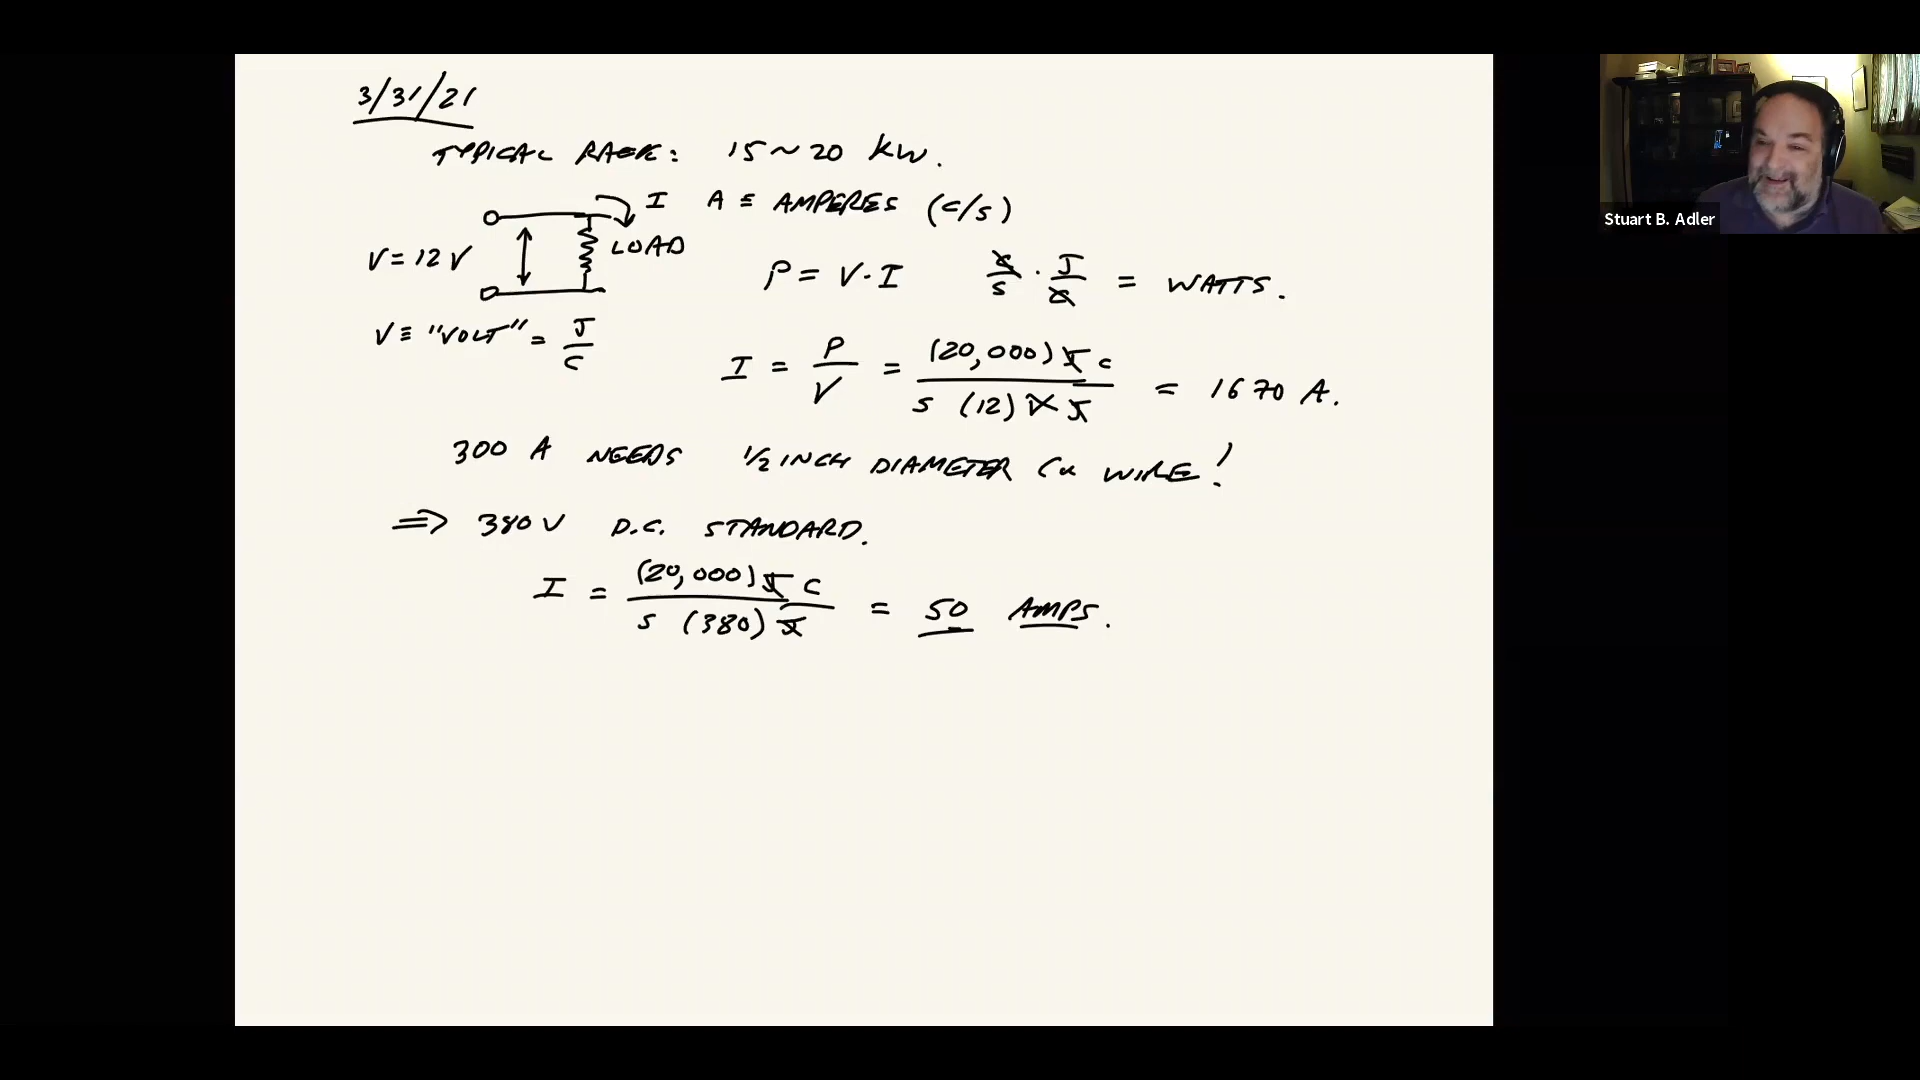 3/31/21
TYPICAL RACK: 15~20 KW.
I A ≡ AMPERES (C/S)
V=12 V LOAD
P = V·I C/S · J/C = WATTS.
V ≡ "VOLT" = J/C
I = P/V = (20,000) J C / S (12) V J = 1670 A.
300 A NEEDS 1/2 INCH DIAMETER Cu WIRE!
⇒ 380V D.C. STANDARD.
I = (20,000) J C / S (380) J = 50 AMPS.
Stuart B. Adler